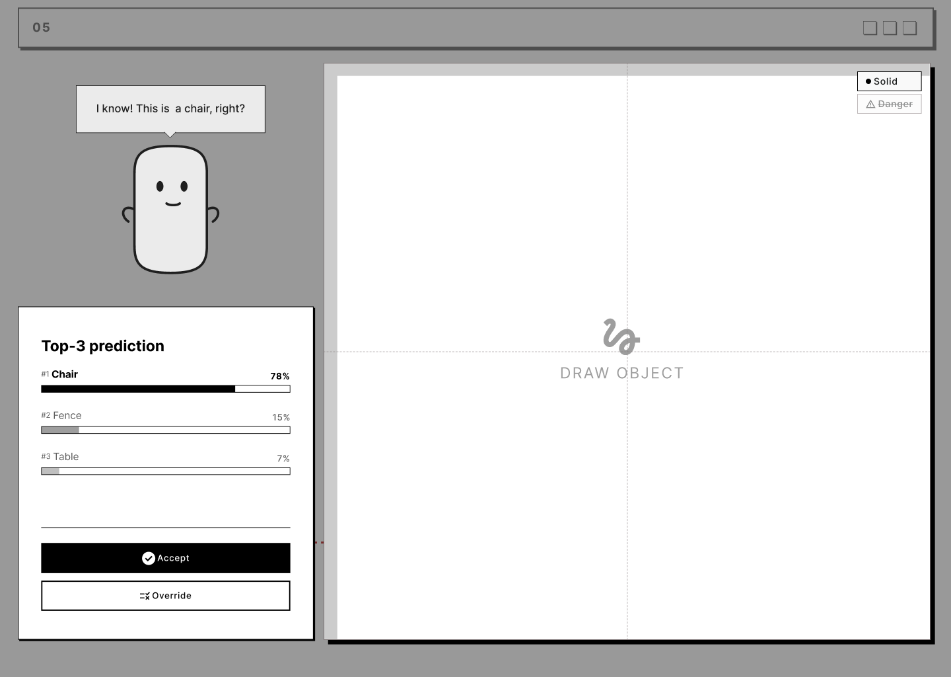 05
I know! This is a chair, right?
Solid
Danger
DRAW OBJECT
Top-3 prediction
#1 Chair 78%
#2 Fence 15%
#3 Table 7%
Accept
Override